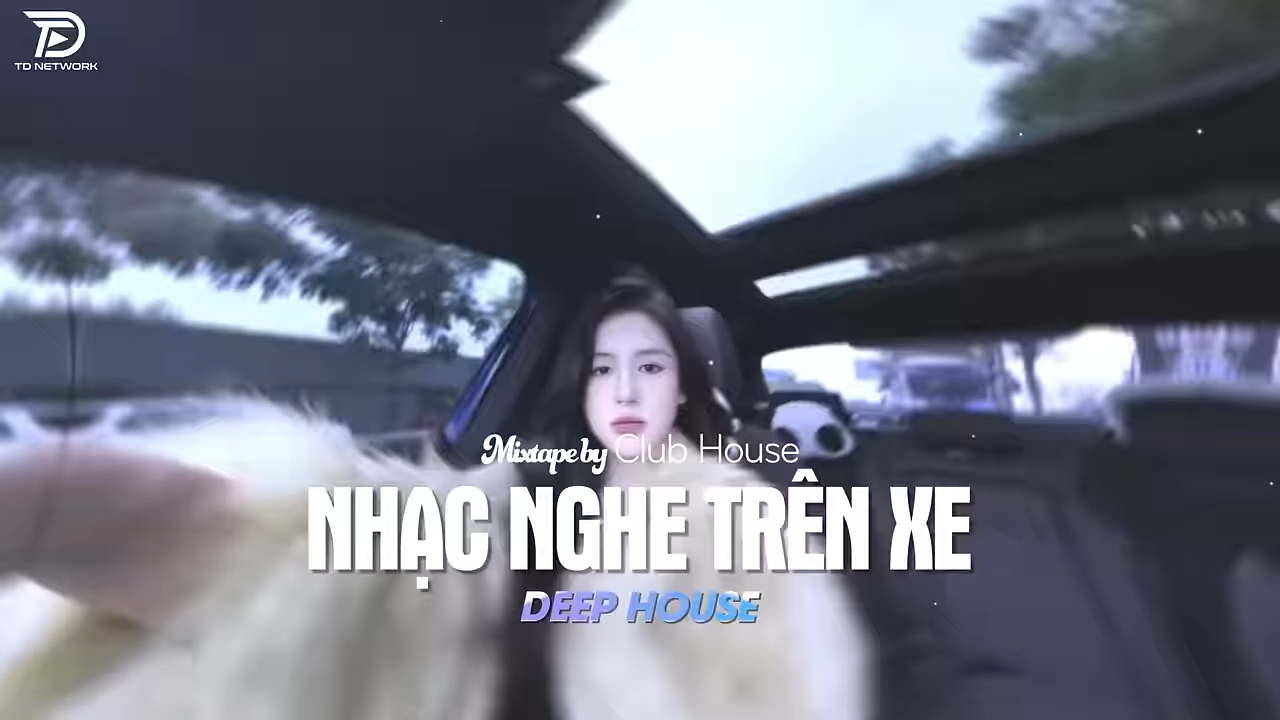 TD NETWORK
Mixtape by Club House
NHẠC NGHE TRÊN XE
DEEP HOUSE